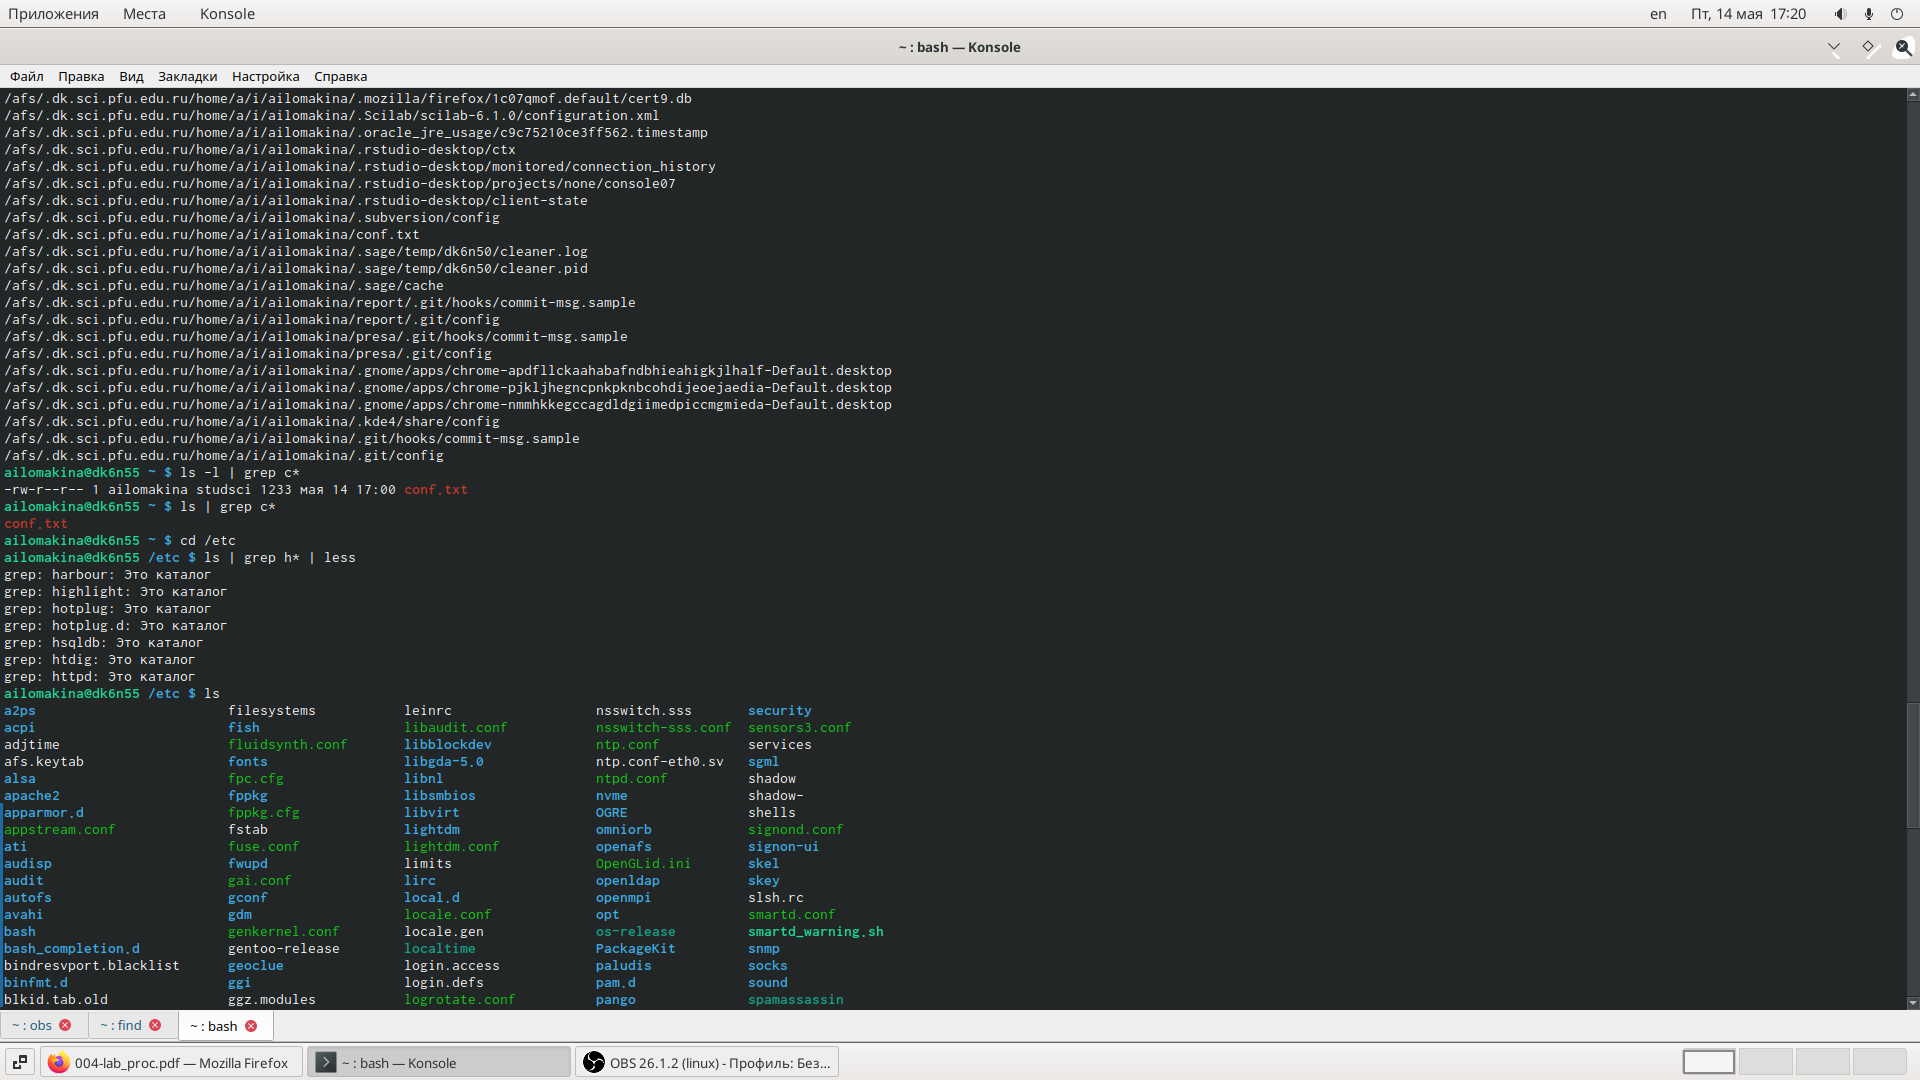 Приложения Места Konsole en Пт, 14 мая 17:20
~ : bash — Konsole
Файл Правка Вид Закладки Настройка Справка
/afs/.dk.sci.pfu.edu.ru/home/a/i/ailomakina/.mozilla/firefox/1c07qmof.default/cert9.db
/afs/.dk.sci.pfu.edu.ru/home/a/i/ailomakina/.Scilab/scilab-6.1.0/configuration.xml
/afs/.dk.sci.pfu.edu.ru/home/a/i/ailomakina/.oracle_jre_usage/c9c75210ce3ff562.timestamp
/afs/.dk.sci.pfu.edu.ru/home/a/i/ailomakina/.rstudio-desktop/ctx
/afs/.dk.sci.pfu.edu.ru/home/a/i/ailomakina/.rstudio-desktop/monitored/connection_history
/afs/.dk.sci.pfu.edu.ru/home/a/i/ailomakina/.rstudio-desktop/projects/none/console07
/afs/.dk.sci.pfu.edu.ru/home/a/i/ailomakina/.rstudio-desktop/client-state
/afs/.dk.sci.pfu.edu.ru/home/a/i/ailomakina/.subversion/config
/afs/.dk.sci.pfu.edu.ru/home/a/i/ailomakina/conf.txt
/afs/.dk.sci.pfu.edu.ru/home/a/i/ailomakina/.sage/temp/dk6n50/cleaner.log
/afs/.dk.sci.pfu.edu.ru/home/a/i/ailomakina/.sage/temp/dk6n50/cleaner.pid
/afs/.dk.sci.pfu.edu.ru/home/a/i/ailomakina/.sage/cache
/afs/.dk.sci.pfu.edu.ru/home/a/i/ailomakina/report/.git/hooks/commit-msg.sample
/afs/.dk.sci.pfu.edu.ru/home/a/i/ailomakina/report/.git/config
/afs/.dk.sci.pfu.edu.ru/home/a/i/ailomakina/presa/.git/hooks/commit-msg.sample
/afs/.dk.sci.pfu.edu.ru/home/a/i/ailomakina/presa/.git/config
/afs/.dk.sci.pfu.edu.ru/home/a/i/ailomakina/.gnome/apps/chrome-apdfllckaahabafndbhieahigkjlhalf-Default.desktop
/afs/.dk.sci.pfu.edu.ru/home/a/i/ailomakina/.gnome/apps/chrome-pjkljhegncpnkpknbcohdijeoejaedia-Default.desktop
/afs/.dk.sci.pfu.edu.ru/home/a/i/ailomakina/.gnome/apps/chrome-nmmhkkegccagdldgiimedpiccmgmieda-Default.desktop
/afs/.dk.sci.pfu.edu.ru/home/a/i/ailomakina/.kde4/share/config
/afs/.dk.sci.pfu.edu.ru/home/a/i/ailomakina/.git/hooks/commit-msg.sample
/afs/.dk.sci.pfu.edu.ru/home/a/i/ailomakina/.git/config
ailomakina@dk6n55 ~ $ ls -l | grep c*
-rw-r--r-- 1 ailomakina studsci 1233 мая 14 17:00 conf.txt
ailomakina@dk6n55 ~ $ ls | grep c*
conf.txt
ailomakina@dk6n55 ~ $ cd /etc
ailomakina@dk6n55 /etc $ ls | grep h* | less
grep: harbour: Это каталог
grep: highlight: Это каталог
grep: hotplug: Это каталог
grep: hotplug.d: Это каталог
grep: hsqldb: Это каталог
grep: htdig: Это каталог
grep: httpd: Это каталог
ailomakina@dk6n55 /etc $ ls
a2ps filesystems leinrc nsswitch.sss security
acpi fish libaudit.conf nsswitch-sss.conf sensors3.conf
adjtime fluidsynth.conf libblockdev ntp.conf services
afs.keytab fonts libgda-5.0 ntp.conf-eth0.sv sgml
alsa fpc.cfg libnl ntpd.conf shadow
apache2 fppkg libsmbios nvme shadow-
apparmor.d fppkg.cfg libvirt OGRE shells
appstream.conf fstab lightdm omniorb signond.conf
ati fuse.conf lightdm.conf openafs signon-ui
audisp fwupd limits OpenGLid.ini skel
audit gai.conf lirc openldap skey
autofs gconf local.d openmpi slsh.rc
avahi gdm locale.conf opt smartd.conf
bash genkernel.conf locale.gen os-release smartd_warning.sh
bash_completion.d gentoo-release localtime PackageKit snmp
bindresvport.blacklist geoclue login.access paludis socks
binfmt.d ggi login.defs pam.d sound
blkid.tab.old ggz.modules logrotate.conf pango spamassassin
~ : obs ~ : find ~ : bash
004-lab_proc.pdf — Mozilla Firefox ~ : bash — Konsole OBS 26.1.2 (linux) - Профиль: Без...